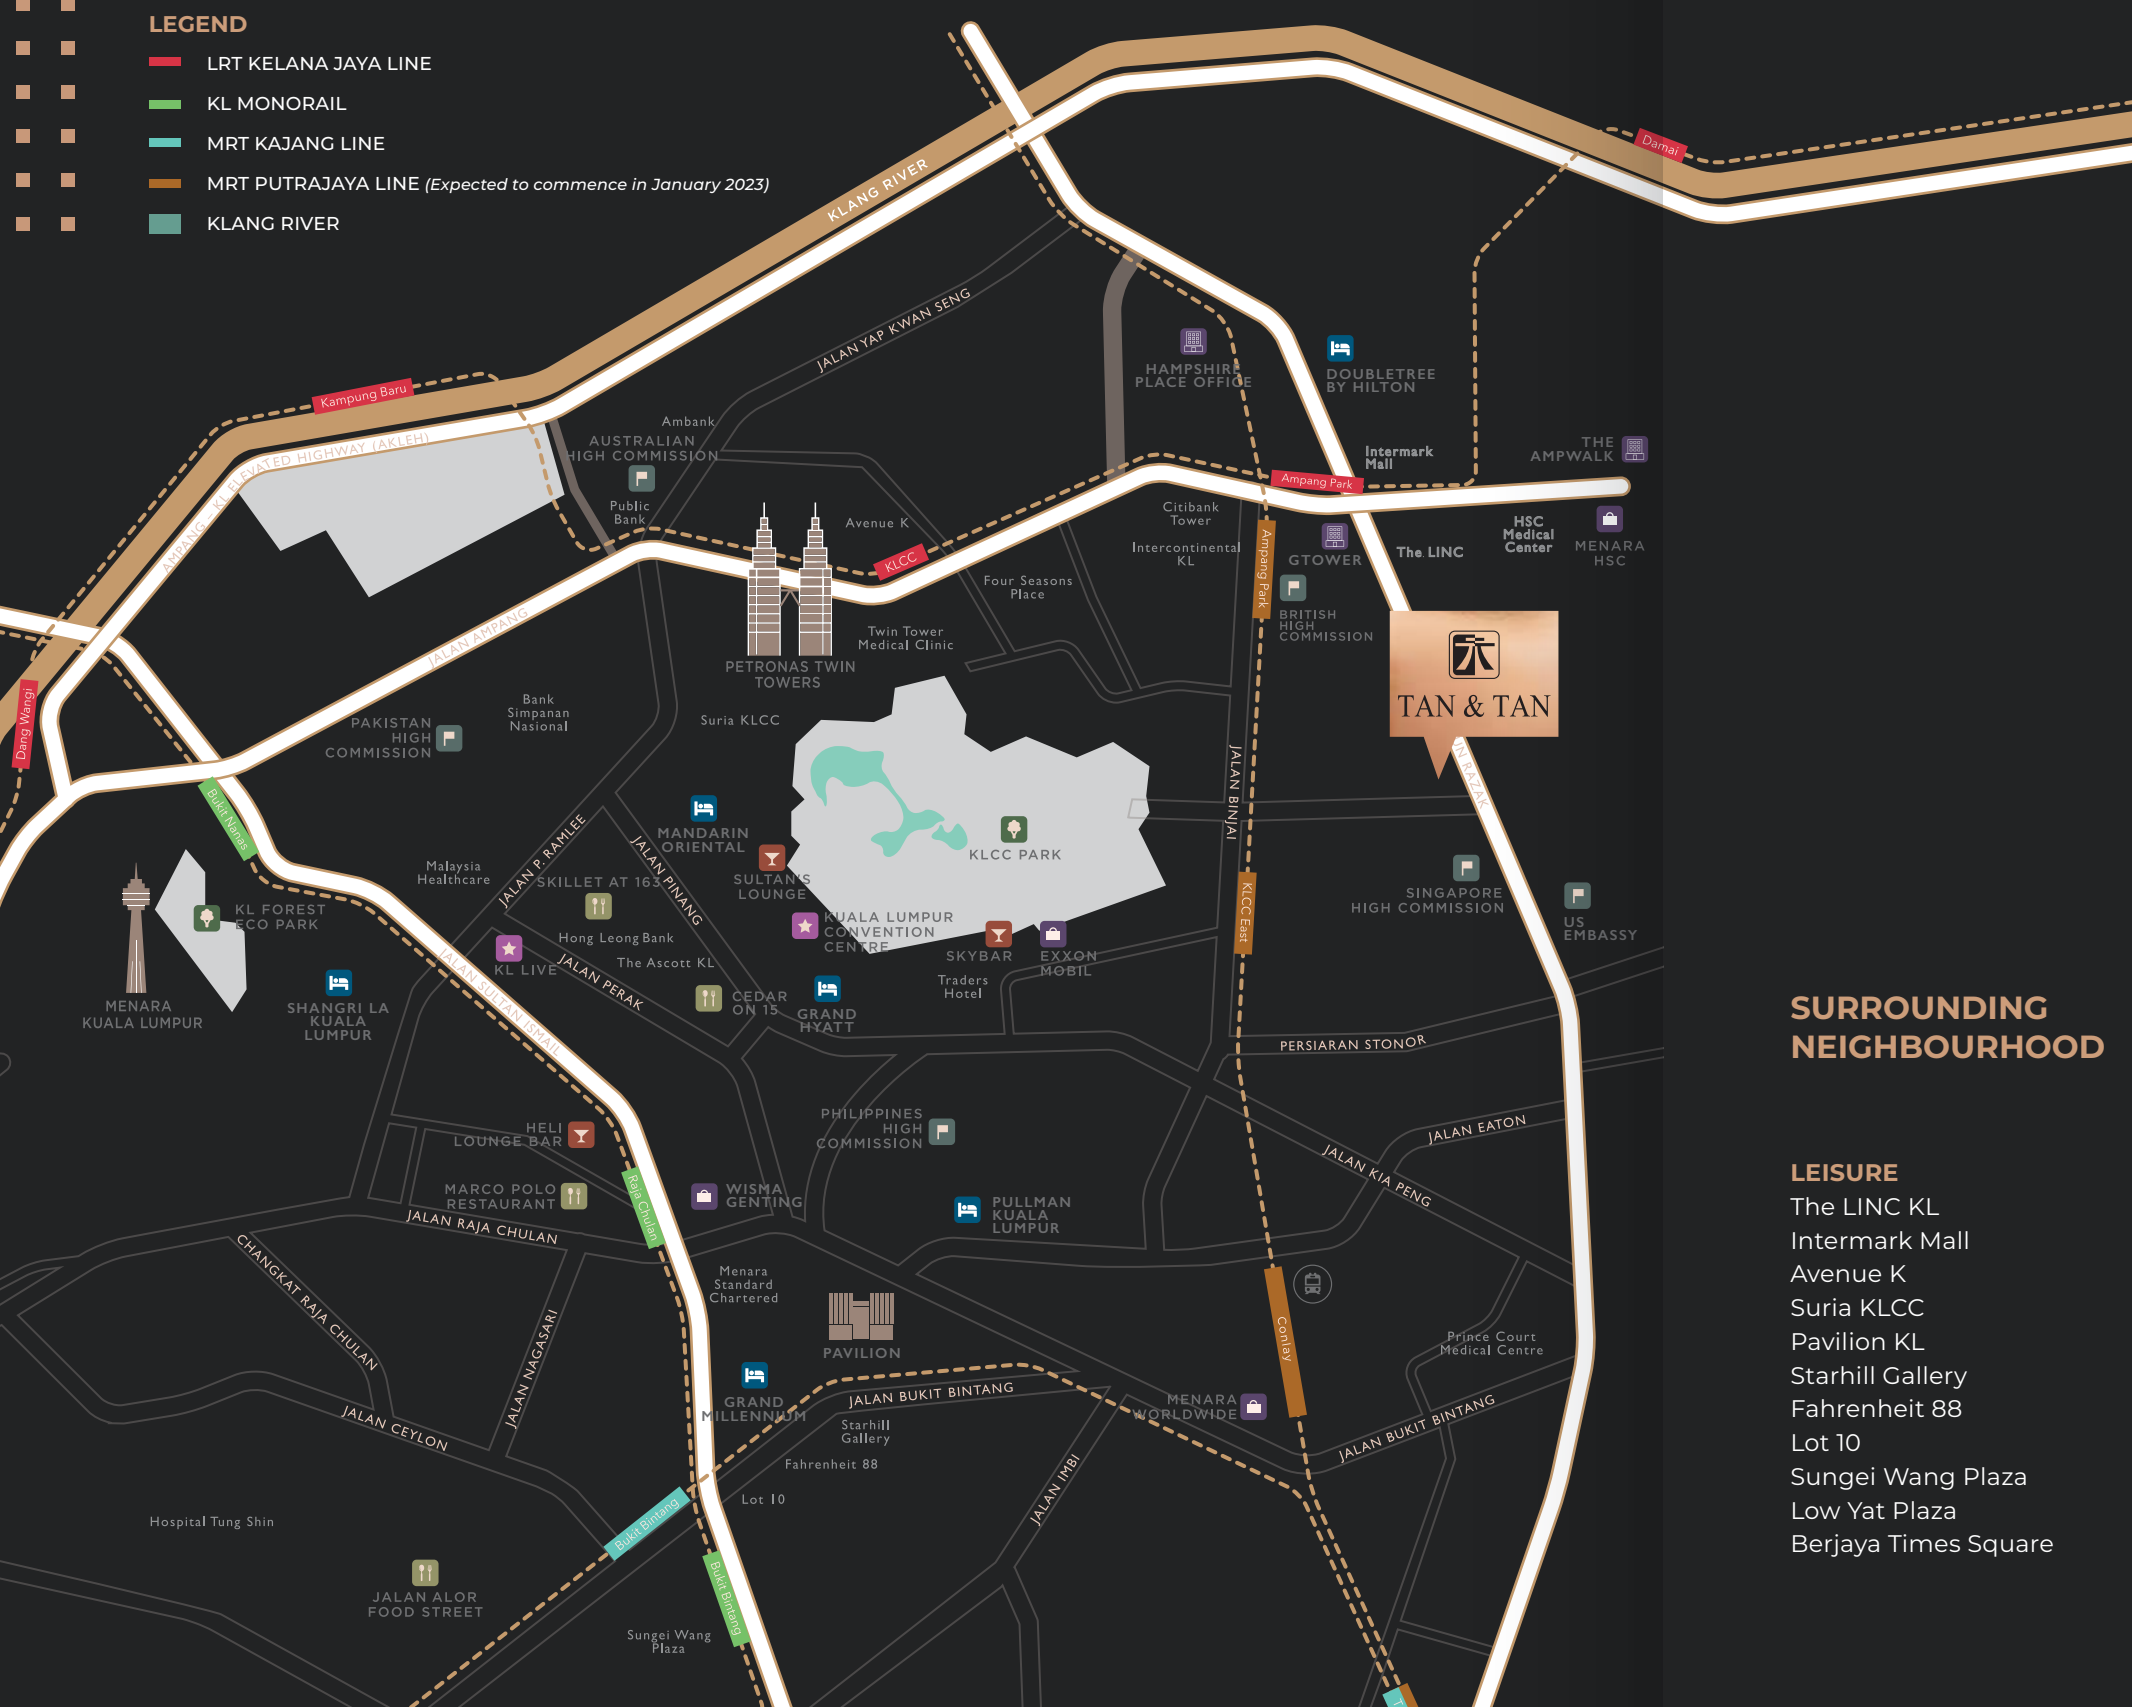 LEGEND
LRT KELANA JAYA LINE
KL MONORAIL
MRT KAJANG LINE
MRT PUTRAJAYA LINE (Expected to commence in January 2023)
KLANG RIVER
KLANG RIVER
Damai
JALAN YAP KWAN SENG
HAMPSHIRE
PLACE OFFICE
DOUBLETREE
BY HILTON
Kampung Baru
AMPANG - KL ELEVATED HIGHWAY (AKLEH)
Ambank
AUSTRALIAN
HIGH COMMISSION
Public
Bank
Avenue K
KLCC
Citibank
Tower
Intercontinental
KL
Ampang Park
Intermark
Mall
THE
AMPWALK
HSC
Medical
Center
MENARA
HSC
GTOWER
The LINC
Ampang Park
BRITISH
HIGH
COMMISSION
Four Seasons
Place
Twin Tower
Medical Clinic
PETRONAS TWIN
TOWERS
JALAN AMPANG
TAN & TAN
UN RAZAK
Dang Wangi
PAKISTAN
HIGH
COMMISSION
Bank
Simpanan
Nasional
Suria KLCC
JALAN BINJAI
Bukit Nanas
MANDARIN
ORIENTAL
JALAN P. RAMLEE
JALAN PINANG
KLCC PARK
Malaysia
Healthcare
SKILLET AT 163
SULTAN'S
LOUNGE
SINGAPORE
HIGH COMMISSION
US
EMBASSY
KLCC East
KL FOREST
ECO PARK
KUALA LUMPUR
CONVENTION
CENTRE
SKYBAR
EXXON
MOBIL
Hong Leong Bank
KL LIVE
The Ascott KL
JALAN PERAK
JALAN SULTAN ISMAIL
Traders
Hotel
CEDAR
ON 15
GRAND
HYATT
MENARA
KUALA LUMPUR
SHANGRI LA
KUALA
LUMPUR
PERSIARAN STONOR
SURROUNDING
NEIGHBOURHOOD
HELI
LOUNGE BAR
PHILIPPINES
HIGH
COMMISSION
JALAN EATON
JALAN KIA PENG
MARCO POLO
RESTAURANT
Raja Chulan
WISMA
GENTING
PULLMAN
KUALA
LUMPUR
JALAN RAJA CHULAN
CHANGKAT RAJA CHULAN
Menara
Standard
Chartered
JALAN NAGASARI
PAVILION
Conlay
Prince Court
Medical Centre
GRAND
MILLENNIUM
JALAN BUKIT BINTANG
MENARA
WORLDWIDE
JALAN BUKIT BINTANG
JALAN CEYLON
Starhill
Gallery
Fahrenheit 88
Lot 10
JALAN IMBI
Bukit Bintang
Hospital Tung Shin
Bukit Bintang
JALAN ALOR
FOOD STREET
Sungei Wang
Plaza
LEISURE
The LINC KL
Intermark Mall
Avenue K
Suria KLCC
Pavilion KL
Starhill Gallery
Fahrenheit 88
Lot 10
Sungei Wang Plaza
Low Yat Plaza
Berjaya Times Square